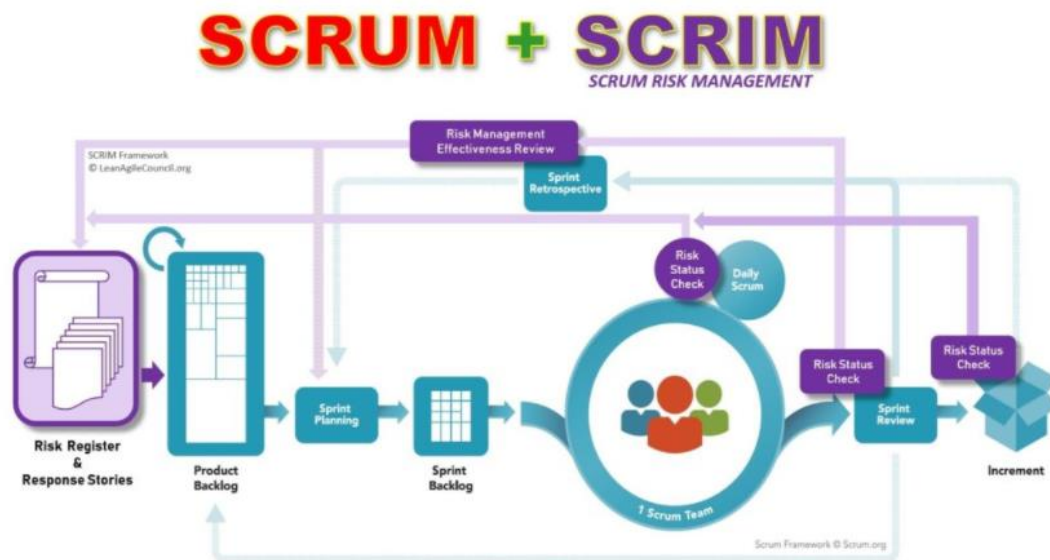 SCRUM + SCRIM
SCRUM RISK MANAGEMENT
Risk Management
Effectiveness Review
SCRIM Framework
© LeanAgileCouncil.org
Sprint
Retrospective
Risk
Status
Check
Daily
Scrum
Risk Status
Check
Risk Status
Check
Sprint
Planning
Sprint
Review
Risk Register
&
Response Stories
Product
Backlog
Sprint
Backlog
1 Scrum Team
Increment
Scrum Framework © Scrum.org